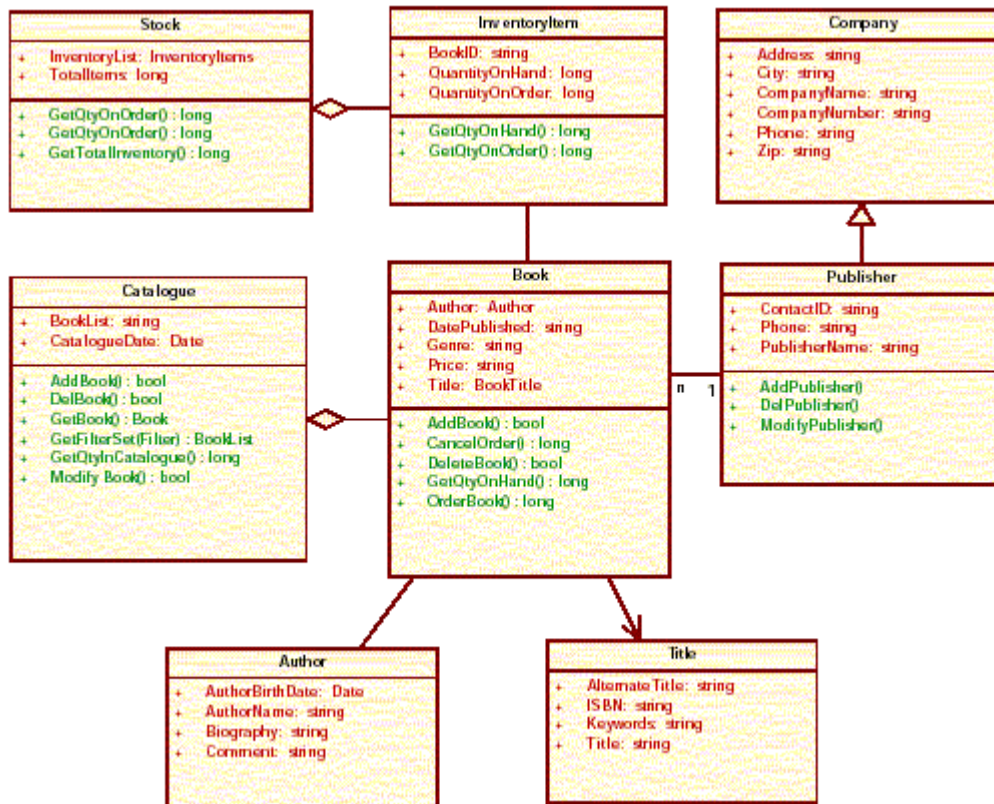 Stock
+ InventoryList: InventoryItems
+ TotalItems: long
+ GetQtyOnOrder() : long
+ GetQtyOnOrder() : long
+ GetTotalInventory() : long
InventoryItem
+ BookID: string
+ QuantityOnHand: long
+ QuantityOnOrder: long
+ GetQtyOnHand() : long
+ GetQtyOnOrder() : long
Company
+ Address: string
+ City: string
+ CompanyName: string
+ CompanyNumber: string
+ Phone: string
+ Zip: string
Catalogue
+ BookList: string
+ CatalogueDate: Date
+ AddBook() : bool
+ DelBook() : bool
+ GetBook() : Book
+ GetFilterSet(Filter) : BookList
+ GetQtyInCatalogue() : long
+ Modify Book() : bool
Book
+ Author: Author
+ DatePublished: string
+ Genre: string
+ Price: string
+ Title: BookTitle
+ AddBook() : bool
+ CancelOrder() : long
+ DeleteBook() : bool
+ GetQtyOnHand() : long
+ OrderBook() : long
n 1
Publisher
+ ContactID: string
+ Phone: string
+ PublisherName: string
+ AddPublisher()
+ DelPublisher()
+ ModifyPublisher()
Author
+ AuthorBirthDate: Date
+ AuthorName: string
+ Biography: string
+ Comment: string
Title
+ AlternateTitle: string
+ ISBN: string
+ Keywords: string
+ Title: string